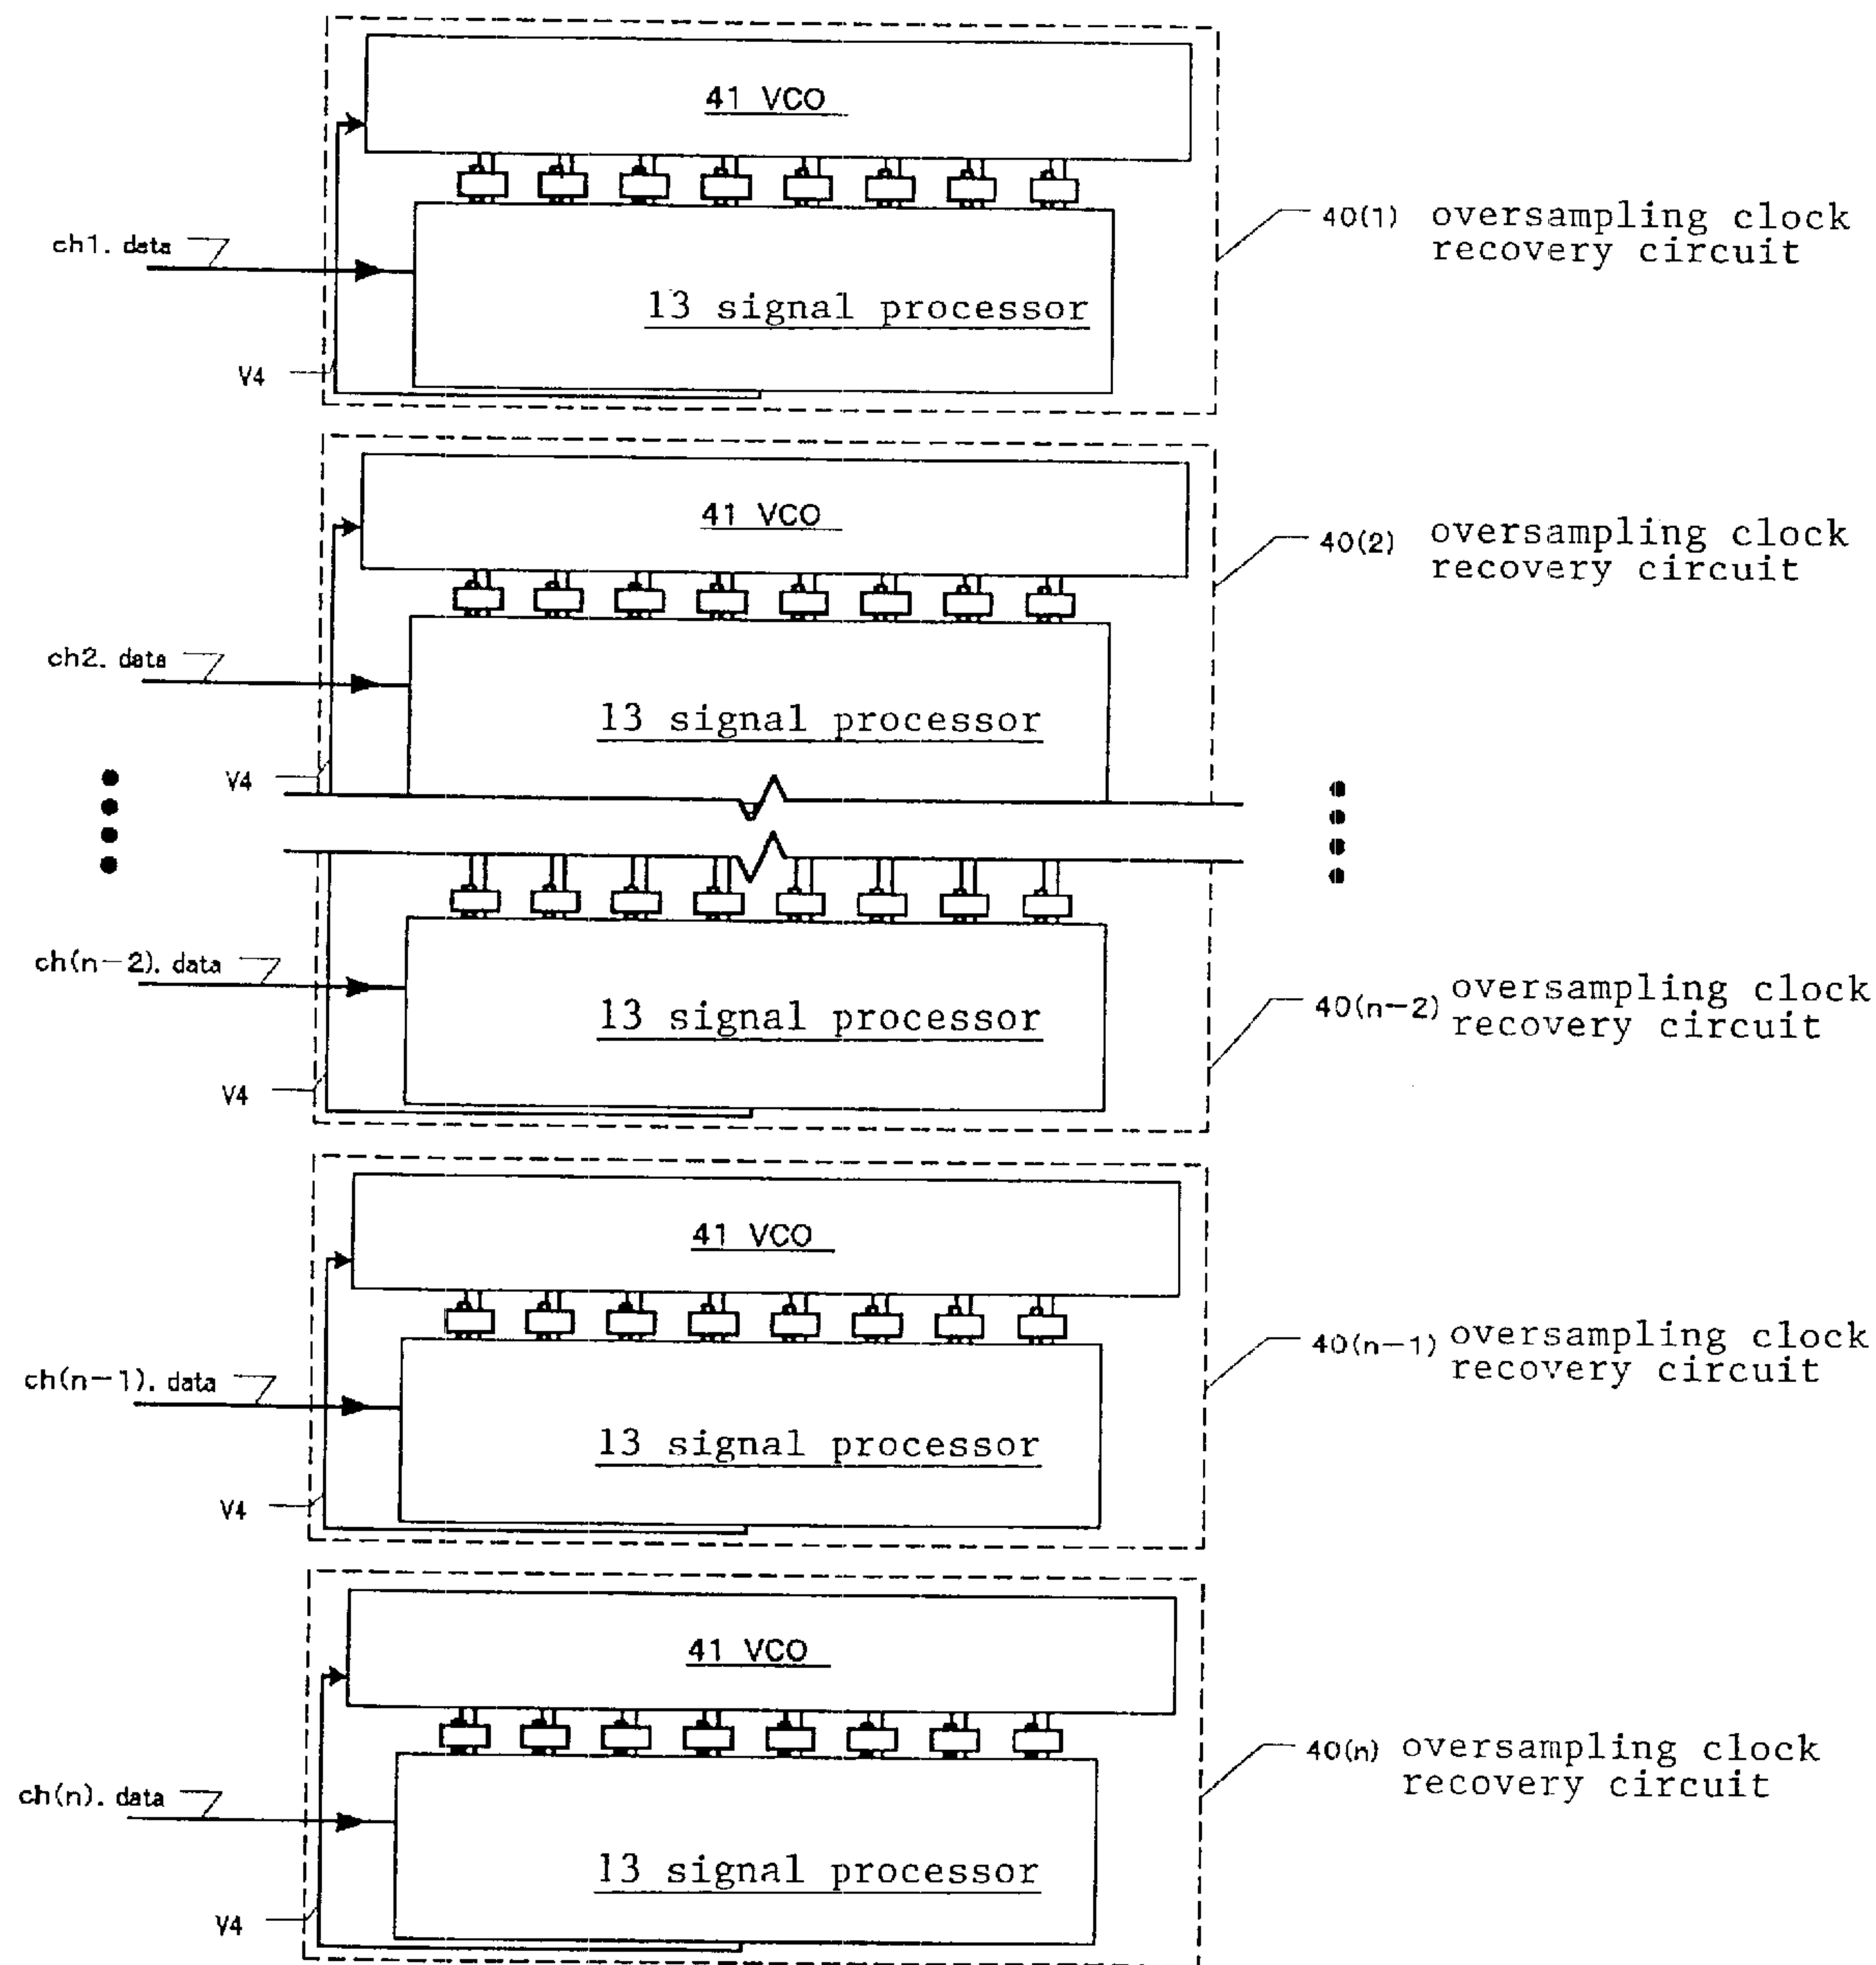 41 VCO
ch1. data
13 signal processor
V4
40(1) oversampling clock
recovery circuit
41 VCO
ch2. data
13 signal processor
V4
40(2) oversampling clock
recovery circuit
ch(n-2). data
13 signal processor
V4
40(n-2) oversampling clock
recovery circuit
41 VCO
ch(n-1). data
13 signal processor
V4
40(n-1) oversampling clock
recovery circuit
41 VCO
ch(n). data
13 signal processor
V4
40(n) oversampling clock
recovery circuit